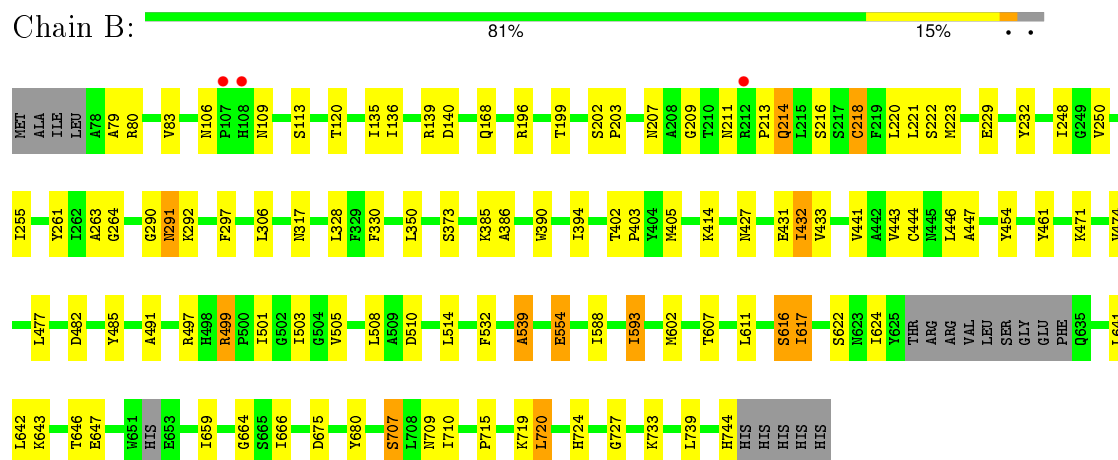 Chain B:
81% 15% • •
MET ALA ILE LEU A78 A79 R80 V83 N106 P107 H108 N109 S113 T120 I135 I136 R139 D140 Q168 R196 T199 S202 P203 N207 A208 G209 T210 N211 R212 P213 Q214 L215 S216 S217 C218 F219 L220 L221 S222 M223 E229 Y232 I248 N249 V250
I255 Y261 I262 A263 G264 G290 N291 K292 F297 L306 N317 L328 F329 F330 L350 S373 K385 A386 W390 I394 T402 P403 Y404 M405 K414 N427 E431 I432 V433 V441 A442 V443 C444 N445 L446 A447 Y454 Y461 K471
L477 D482 Y485 A491 R497 H498 R499 P500 I501 G502 I503 G504 V505 L508 A509 D510 L514 F532 A539 E554 I588 I593 M602 T607 L611 S616 I617 S622 N623 I624 Y625 THR ARG ARG VAL LEU SER GLY GLU PHE Q635 L641
L642 K643 T646 E647 W651 HIS E653 I659 G664 S665 I666 D675 Y680 S707 L708 N709 I710 P715 K719 L720 H724 G727 K733 L739 H744 HIS HIS HIS HIS HIS